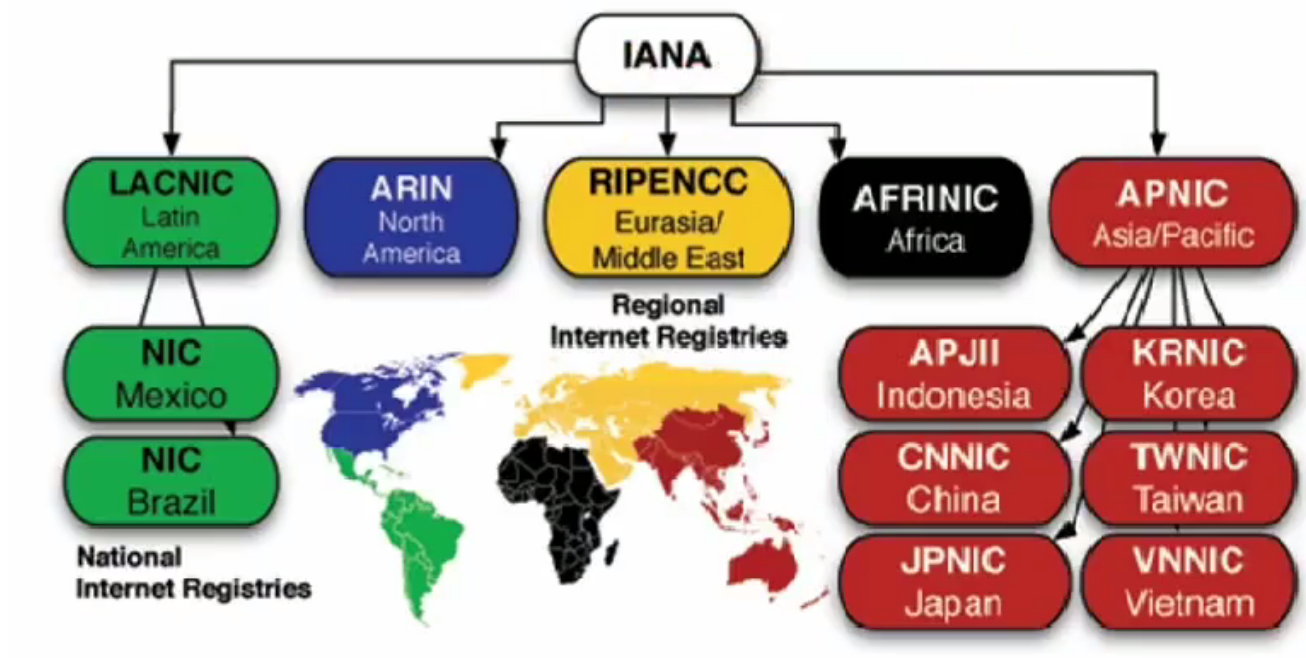 IANA
LACNIC
Latin
America
ARIN
North
America
RIPENCC
Eurasia/
Middle East
AFRINIC
Africa
APNIC
Asia/Pacific
Regional
Internet Registries
NIC
Mexico
NIC
Brazil
National
Internet Registries
APJII
Indonesia
KRNIC
Korea
CNNIC
China
TWNIC
Taiwan
JPNIC
Japan
VNNIC
Vietnam